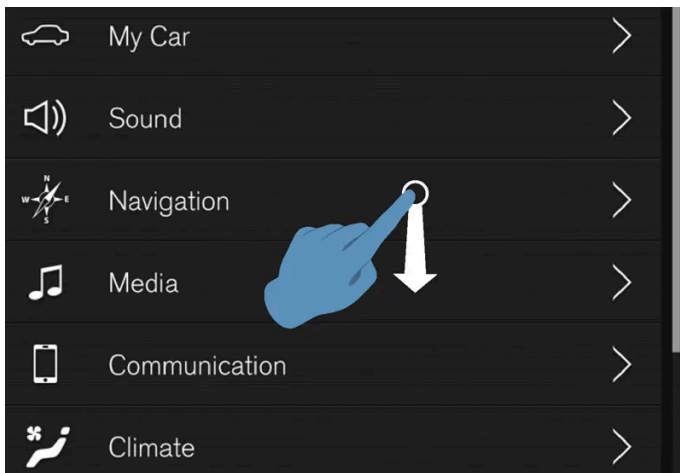 My Car
Sound
N
W E
S
Navigation
Media
Communication
Climate